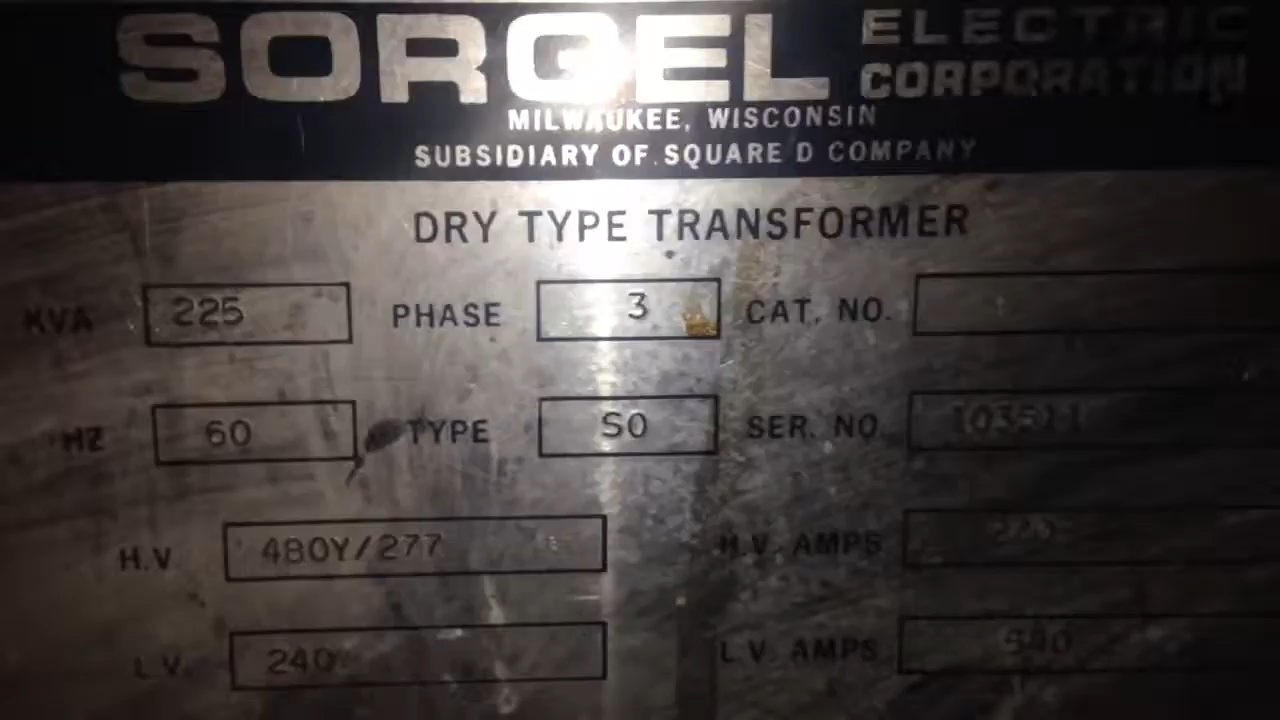 SORGEL ELECTRIC CORPORATION
MILWAUKEE, WISCONSIN
SUBSIDIARY OF SQUARE D COMPANY
DRY TYPE TRANSFORMER
KVA 225 PHASE 3 CAT. NO.
HZ 60 TYPE SO SER. NO.
H.V 480Y/277 H.V. AMPS
L.V. 240 L.V. AMPS 540